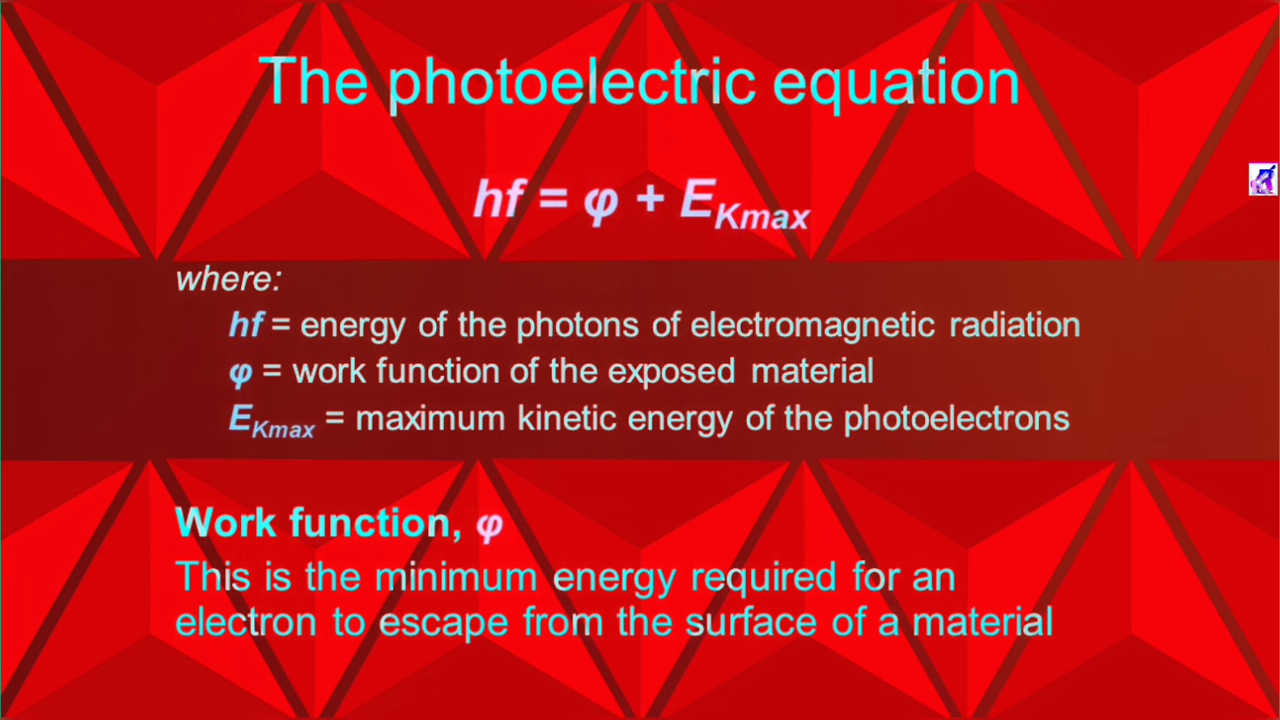 The photoelectric equation
hf = φ + EKmax
where:
hf = energy of the photons of electromagnetic radiation
φ = work function of the exposed material
EKmax = maximum kinetic energy of the photoelectrons
Work function, φ
This is the minimum energy required for an
electron to escape from the surface of a material